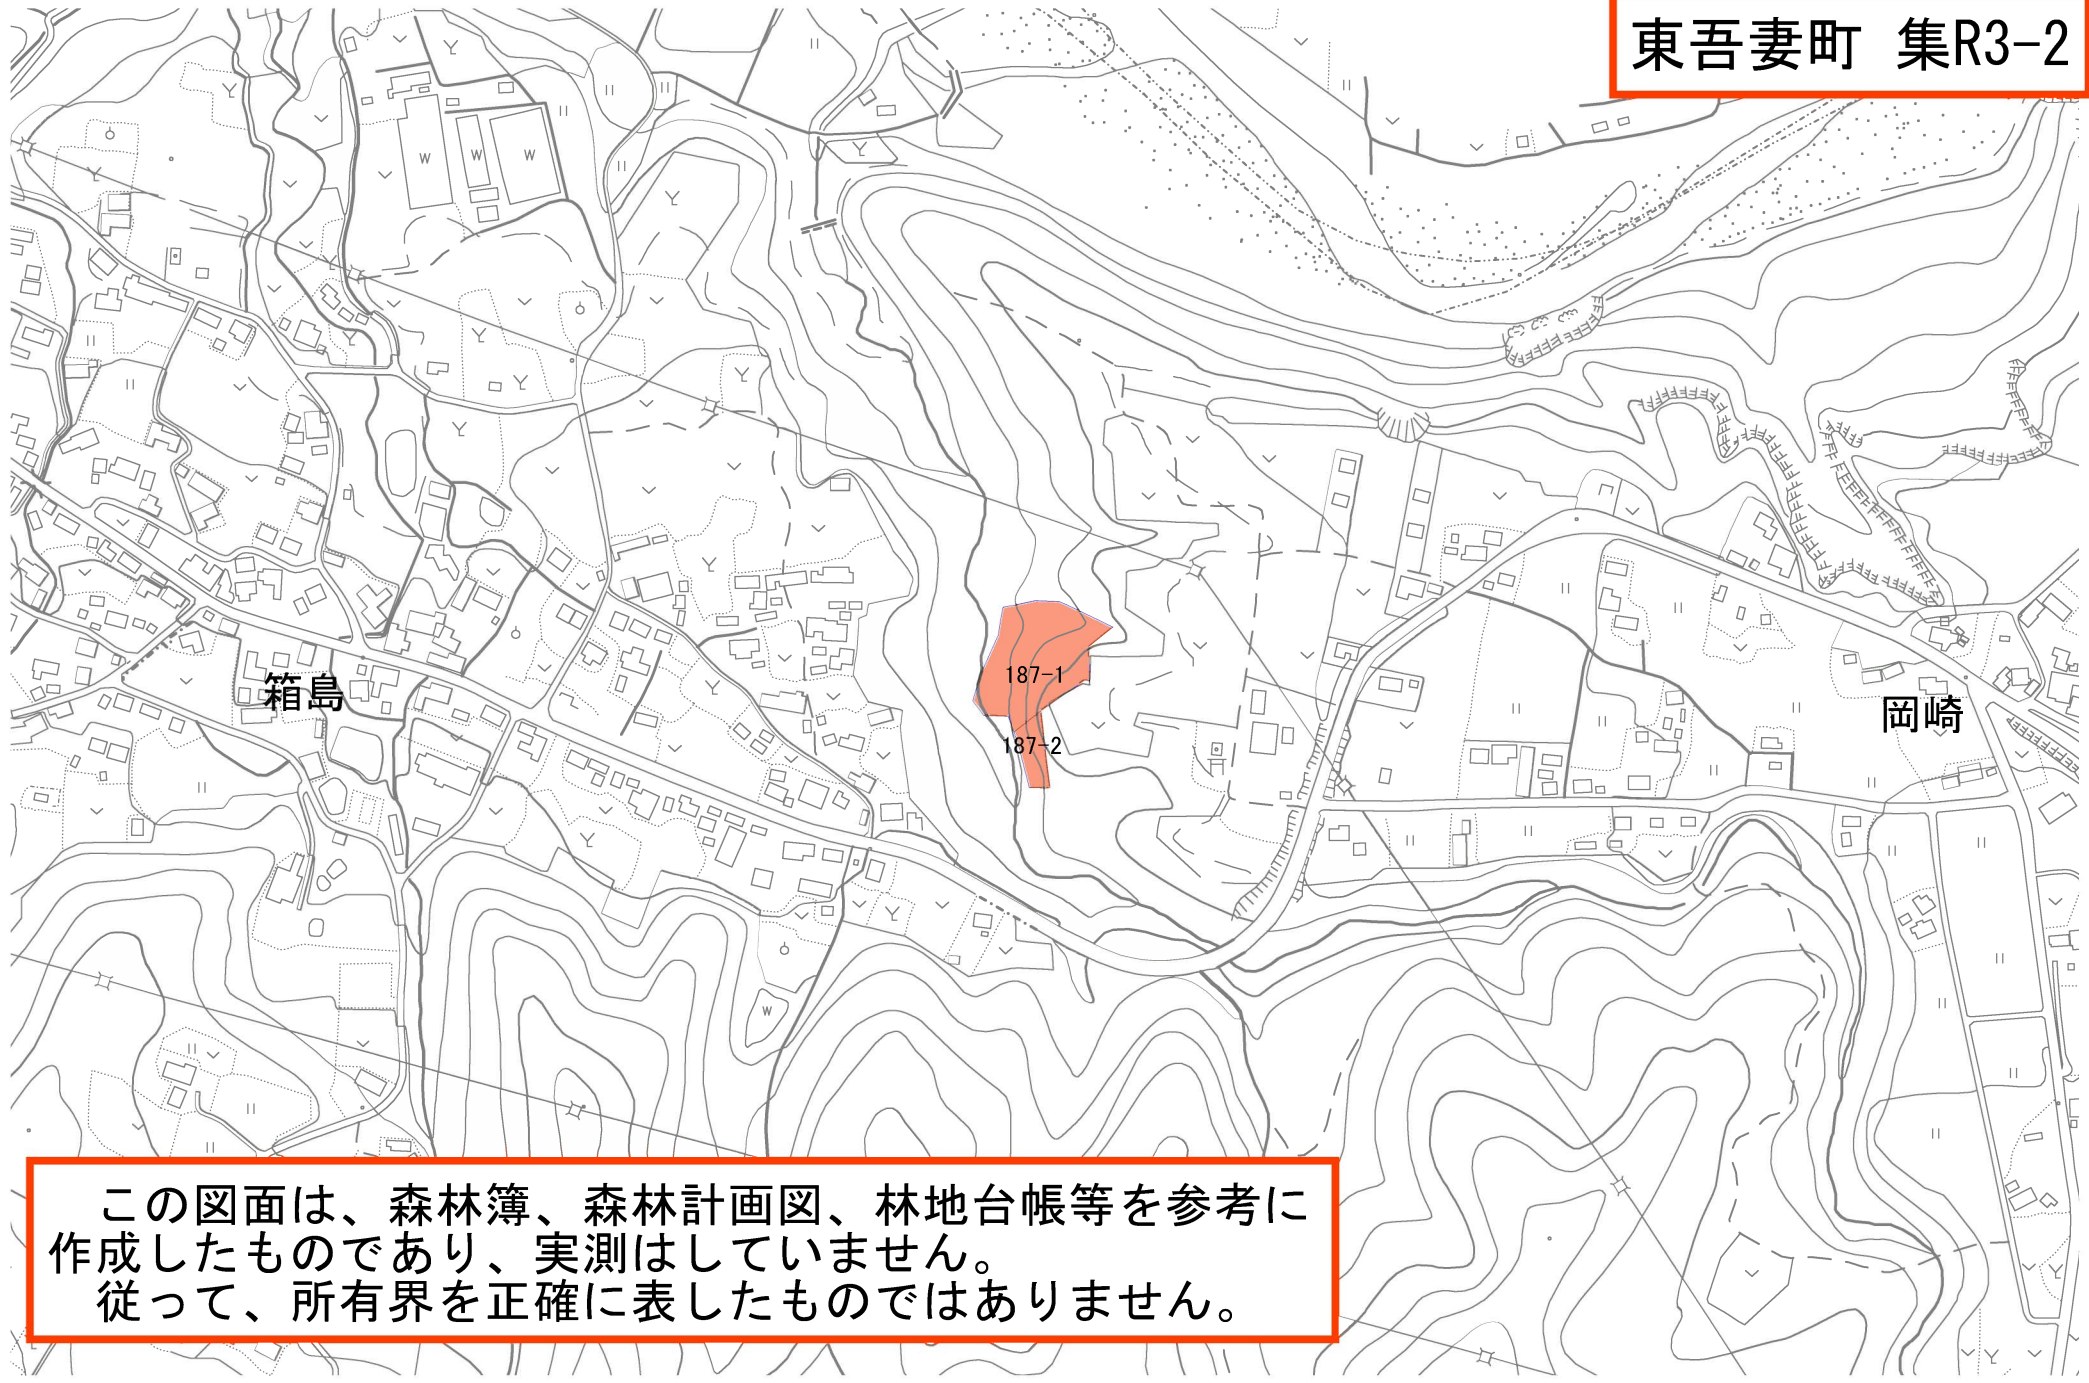 東吾妻町 集R3-2
187-1
箱島
岡崎
187-2
この図面は、森林簿、森林計画図、林地台帳等を参考に
作成したものであり、実測はしていません。
従って、所有界を正確に表したものではありません。